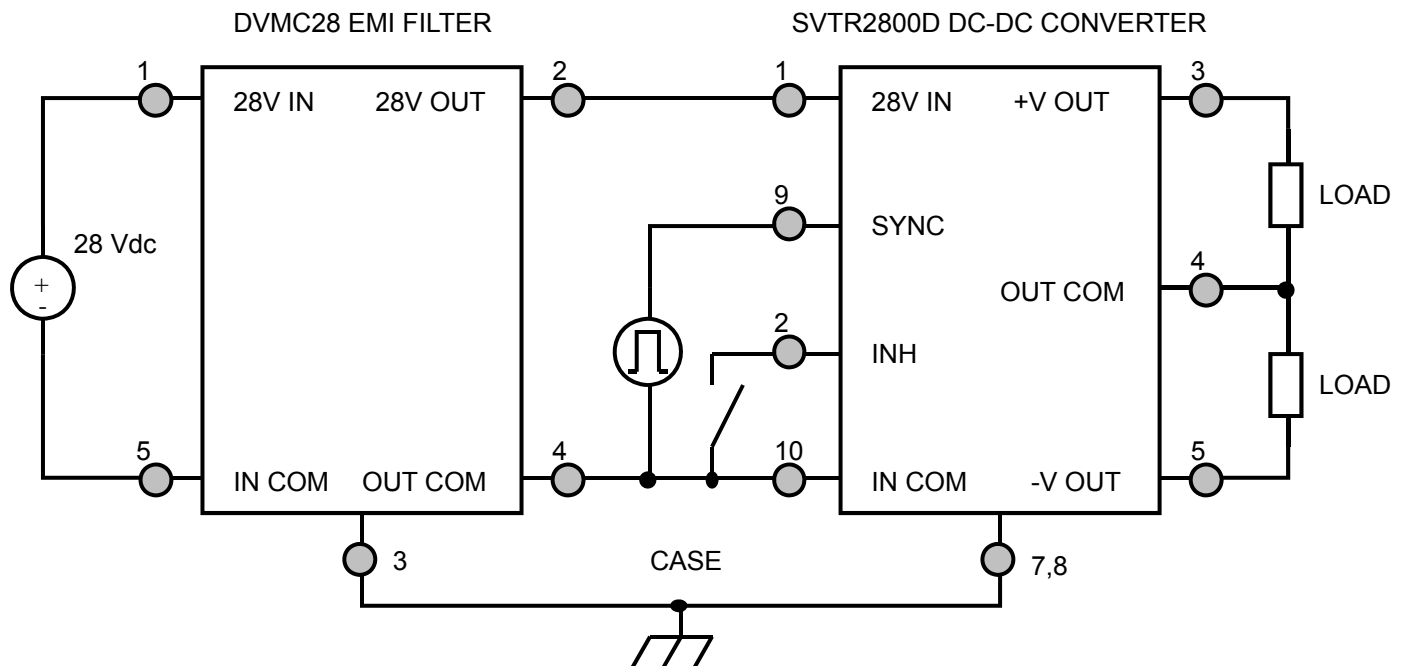 DVMC28 EMI FILTER
SVTR2800D DC-DC CONVERTER
1
2
1
3
28V IN
28V OUT
28V IN
+V OUT
9
SYNC
LOAD
28 Vdc
+
-
4
OUT COM
2
INH
LOAD
5
4
10
5
IN COM
OUT COM
IN COM
-V OUT
3
CASE
7,8